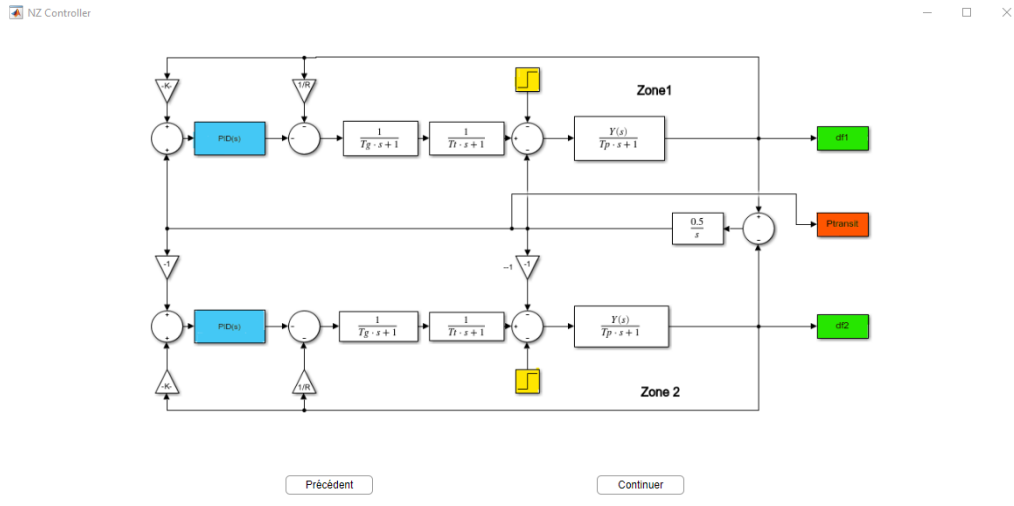 NZ Controller
-K-
1/R
Zone1
PID(s)
1
Tg · s + 1
1
Tt · s + 1
Y(s)
Tp · s + 1
df1
0.5
s
Ptransit
-1
--1
-1
PID(s)
1
Tg · s + 1
1
Tt · s + 1
Y(s)
Tp · s + 1
df2
-K-
1/R
Zone 2
Précédent
Continuer